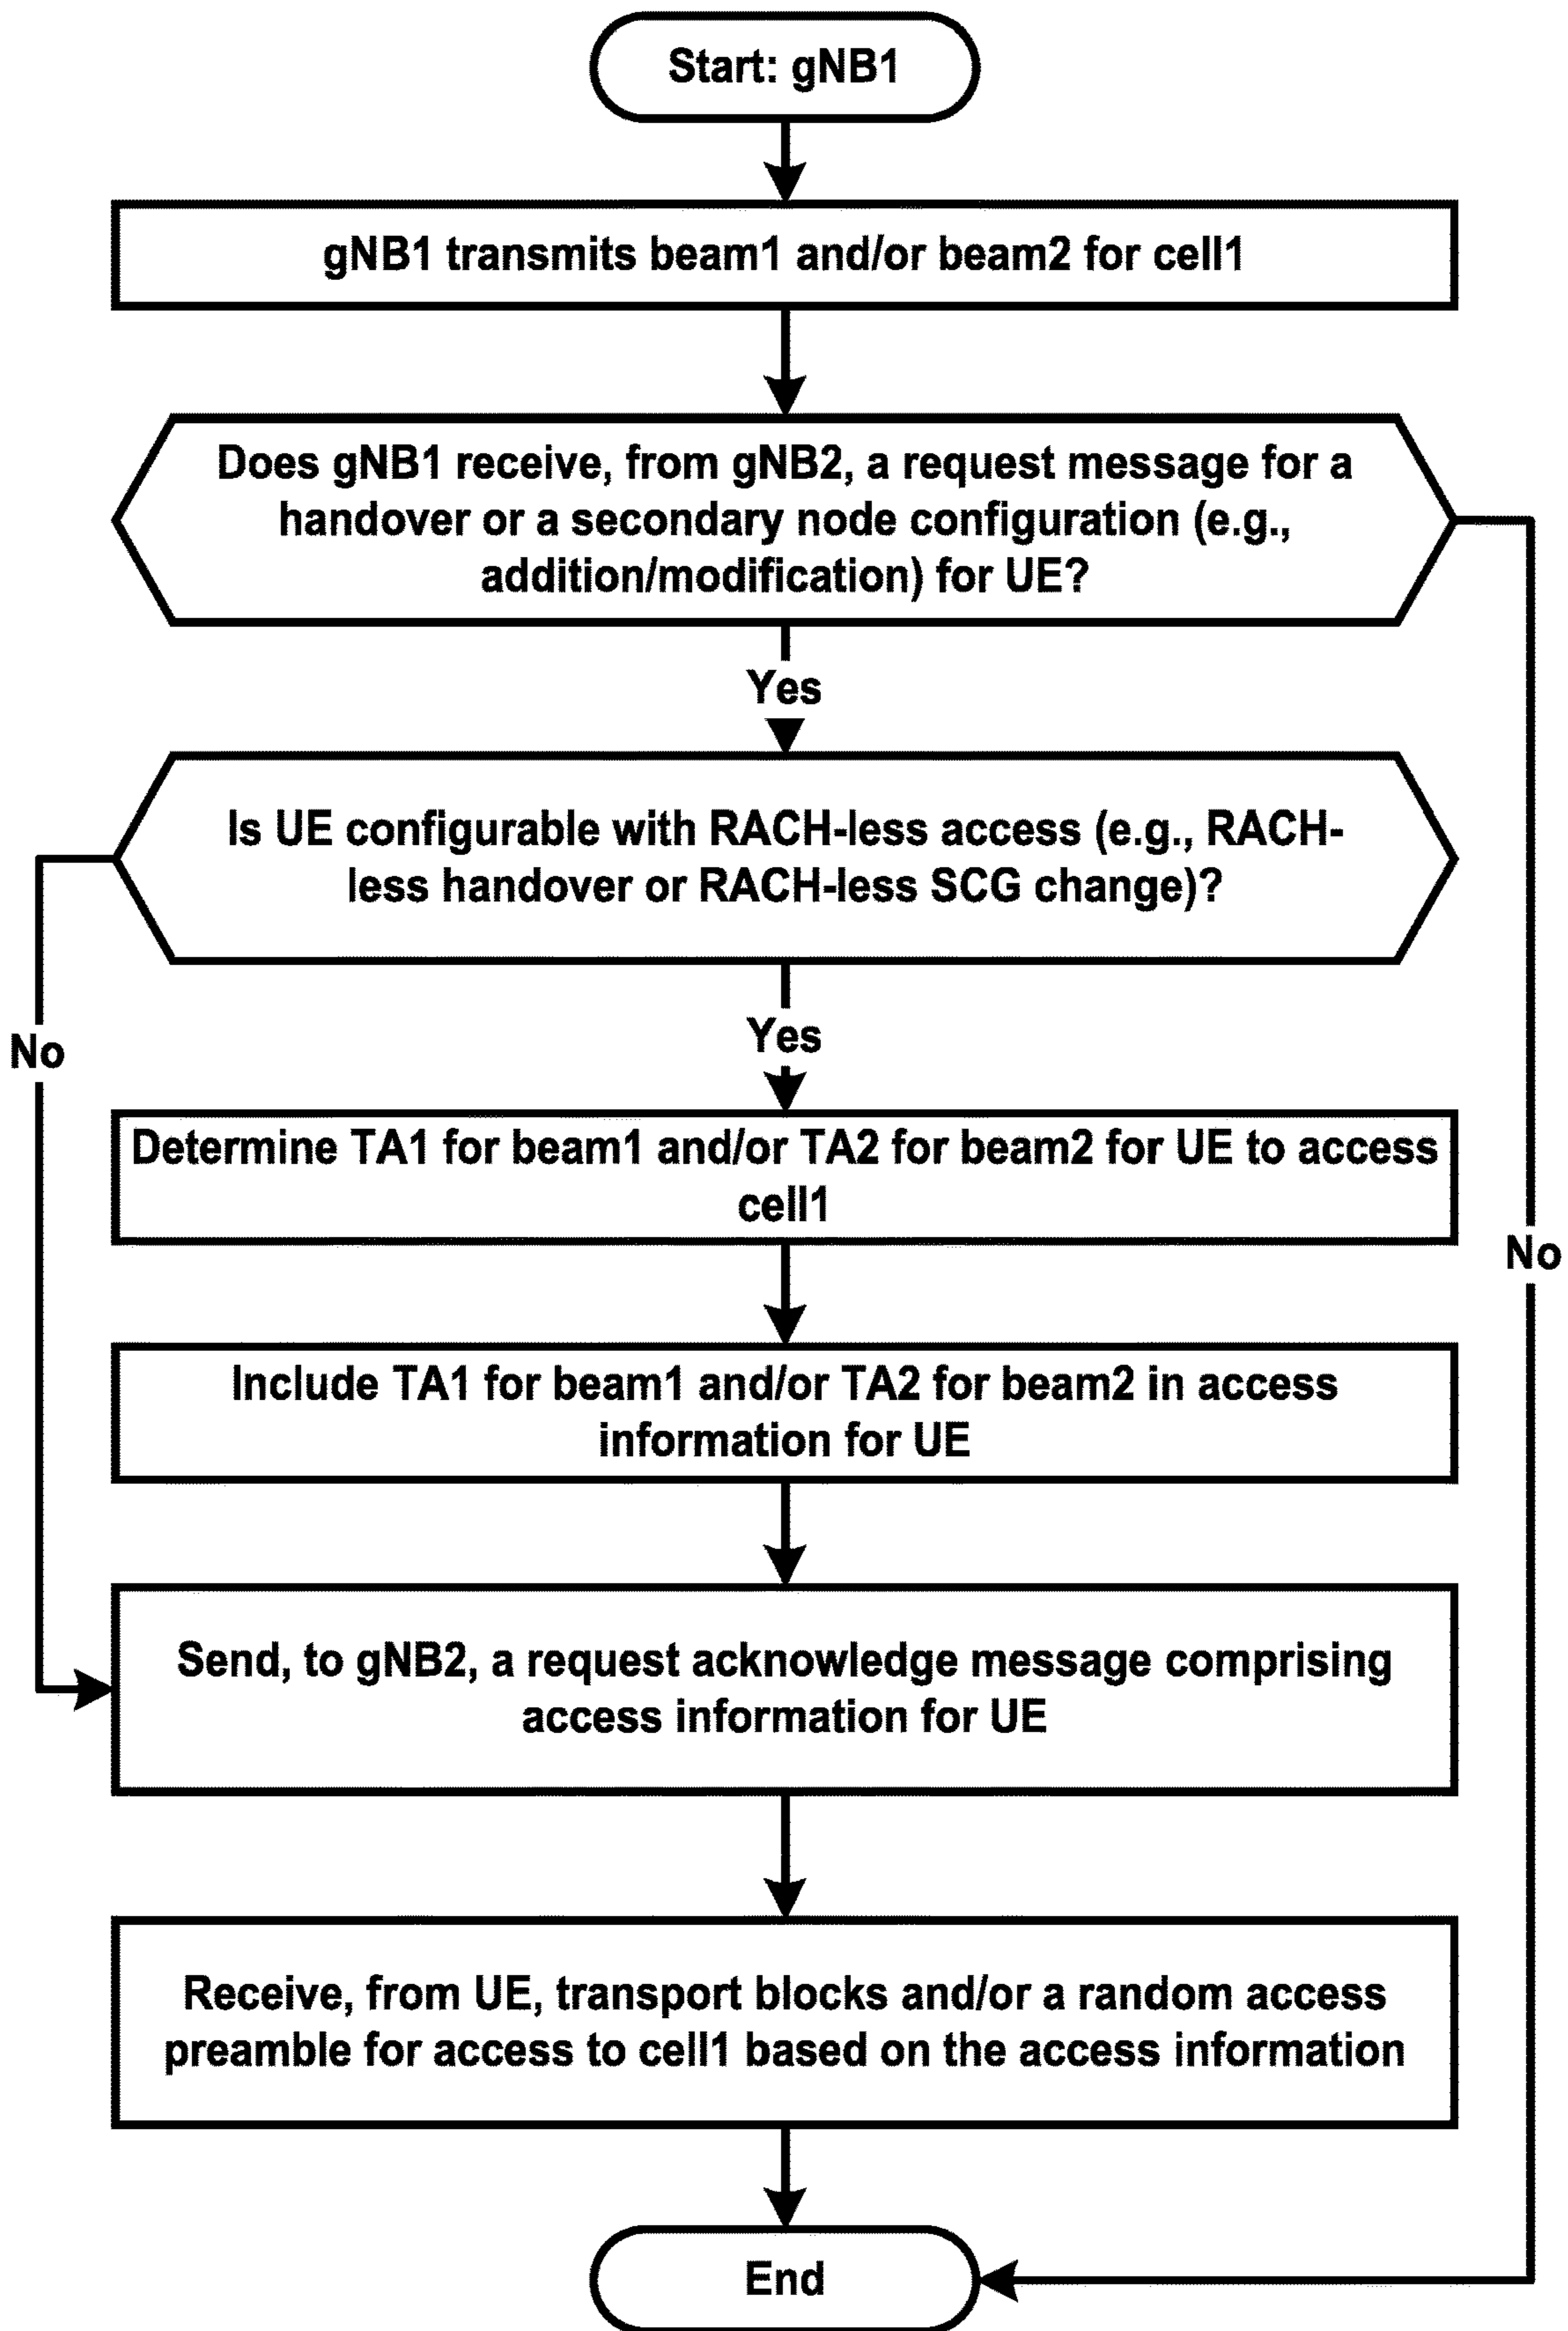 Start: gNB1
gNB1 transmits beam1 and/or beam2 for cell1
Does gNB1 receive, from gNB2, a request message for a
handover or a secondary node configuration (e.g.,
addition/modification) for UE?
Yes
Is UE configurable with RACH-less access (e.g., RACH-
less handover or RACH-less SCG change)?
No
Yes
Determine TA1 for beam1 and/or TA2 for beam2 for UE to access
cell1
No
Include TA1 for beam1 and/or TA2 for beam2 in access
information for UE
Send, to gNB2, a request acknowledge message comprising
access information for UE
Receive, from UE, transport blocks and/or a random access
preamble for access to cell1 based on the access information
End